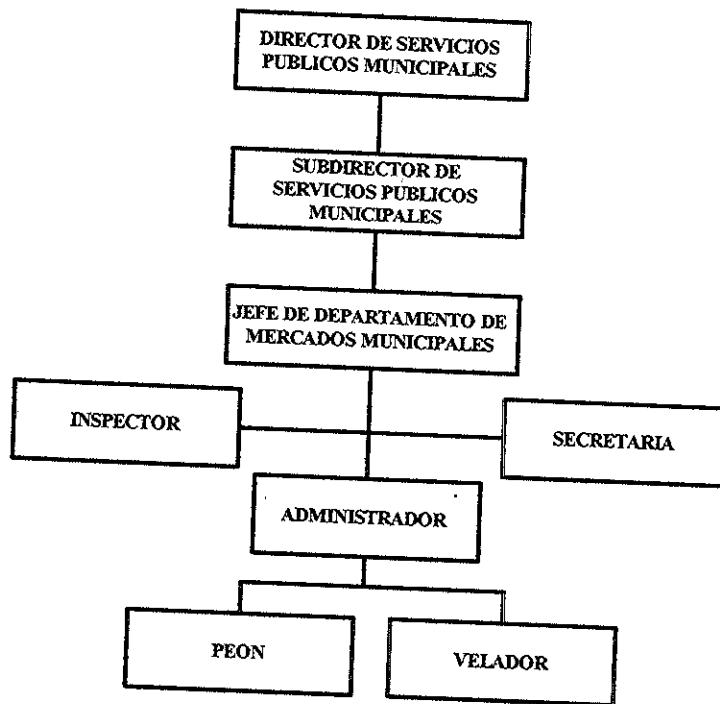 DIRECTOR DE SERVICIOS
PUBLICOS MUNICIPALES
SUBDIRECTOR DE
SERVICIOS PUBLICOS
MUNICIPALES
JEFE DE DEPARTAMENTO DE
MERCADOS MUNICIPALES
INSPECTOR
SECRETARIA
ADMINISTRADOR
PEON
VELADOR